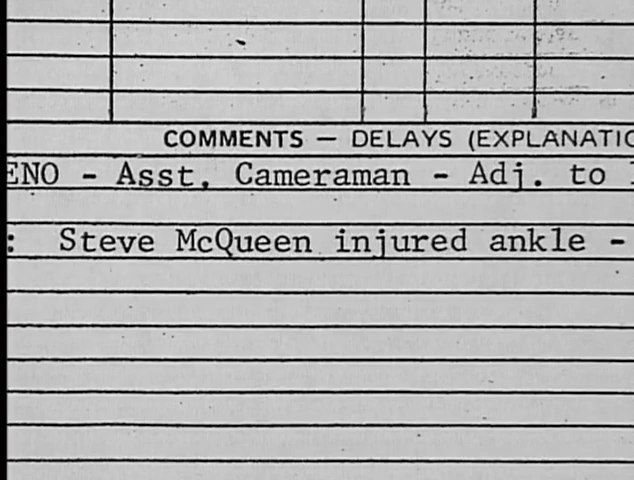 COMMENTS — DELAYS (EXPLANATIO
ENO - Asst. Cameraman - Adj. to
: Steve McQueen injured ankle -